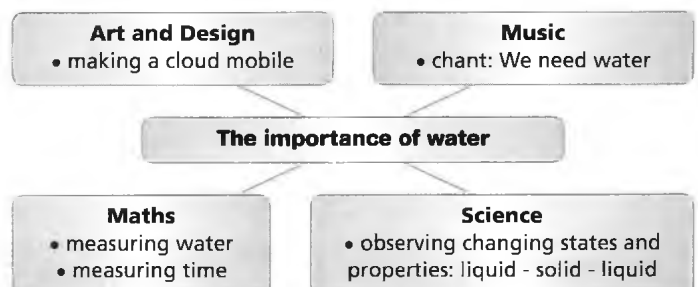 Art and Design
• making a cloud mobile
Music
• chant: We need water
The importance of water
Maths
• measuring water
• measuring time
Science
• observing changing states and
properties: liquid - solid - liquid